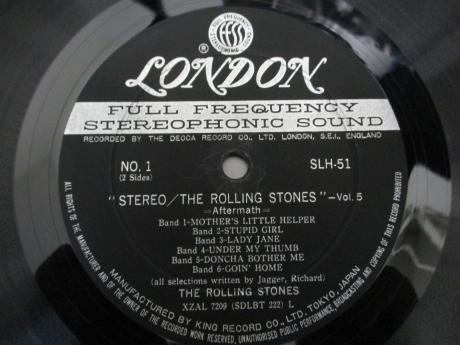 FULL FREQUENCY
FFSS
STEREOPHONIC SOUND
®
LONDON
FULL FREQUENCY
STEREOPHONIC SOUND
RECORDED BY THE DECCA RECORD CO., LTD. LONDON, S.E.I., ENGLAND
NO. 1
(2 Sides)
SLH-51
"STEREO/THE ROLLING STONES"-Vol. 5
=Aftermath=
Band 1-MOTHER'S LITTLE HELPER
Band 2-STUPID GIRL
Band 3-LADY JANE
Band 4-UNDER MY THUMB
Band 5-DONCHA BOTHER ME
Band 6-GOIN' HOME
(all selections written by Jagger, Richard)
THE ROLLING STONES
XZAL 7209 (SDLBT 222) L
MANUFACTURED BY KING RECORD CO., LTD. TOKYO, JAPAN
ALL RIGHTS OF THE MANUFACTURER AND OF THE OWNER OF THE RECORDED WORK RESERVED, UNAUTHORISED PUBLIC PERFORMANCE, BROADCASTING AND COPYING OF THIS RECORD PROHIBITED